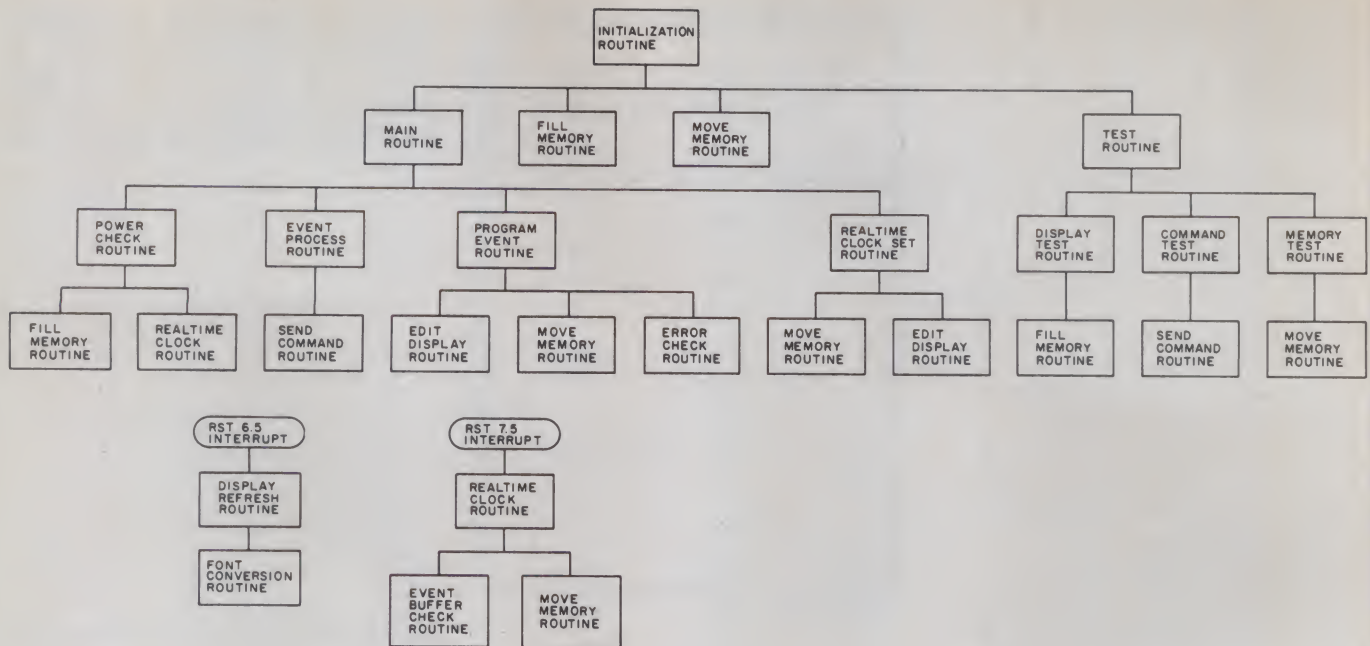 INITIALIZATION
ROUTINE
MAIN
ROUTINE
FILL
MEMORY
ROUTINE
MOVE
MEMORY
ROUTINE
TEST
ROUTINE
POWER
CHECK
ROUTINE
EVENT
PROCESS
ROUTINE
PROGRAM
EVENT
ROUTINE
REALTIME
CLOCK SET
ROUTINE
DISPLAY
TEST
ROUTINE
COMMAND
TEST
ROUTINE
MEMORY
TEST
ROUTINE
FILL
MEMORY
ROUTINE
REALTIME
CLOCK
ROUTINE
SEND
COMMAND
ROUTINE
EDIT
DISPLAY
ROUTINE
MOVE
MEMORY
ROUTINE
ERROR
CHECK
ROUTINE
MOVE
MEMORY
ROUTINE
EDIT
DISPLAY
ROUTINE
FILL
MEMORY
ROUTINE
SEND
COMMAND
ROUTINE
MOVE
MEMORY
ROUTINE
RST 6.5
INTERRUPT
RST 7.5
INTERRUPT
DISPLAY
REFRESH
ROUTINE
REALTIME
CLOCK
ROUTINE
FONT
CONVERSION
ROUTINE
EVENT
BUFFER
CHECK
ROUTINE
MOVE
MEMORY
ROUTINE